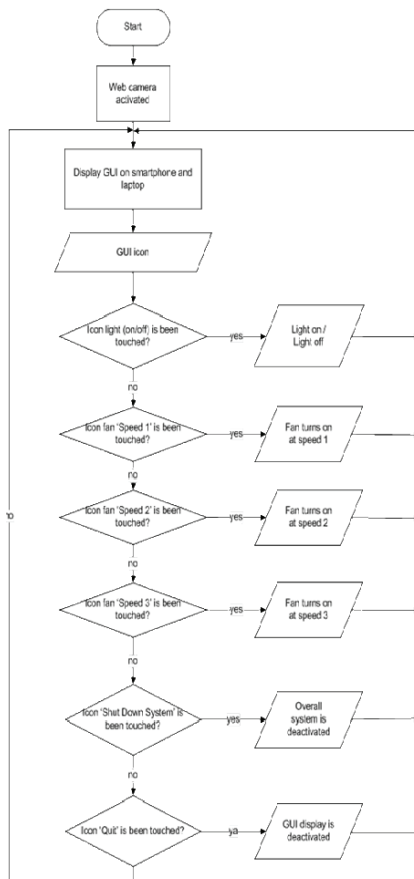 Start
Web camera
activated
Display GUI on smartphone and
laptop
GUI icon
Icon light (on/off) is been
touched?
yes
Light on /
Light off
no
Icon fan 'Speed 1' is been
touched?
yes
Fan turns on
at speed 1
no
Icon fan 'Speed 2' is been
touched?
yes
Fan turns on
at speed 2
no
Icon fan 'Speed 3' is been
touched?
yes
Fan turns on
at speed 3
no
Icon 'Shut Down System' is
been touched?
yes
Overall
system is
deactivated
no
Icon 'Quit' is been touched?
ya
GUI display is
deactivated